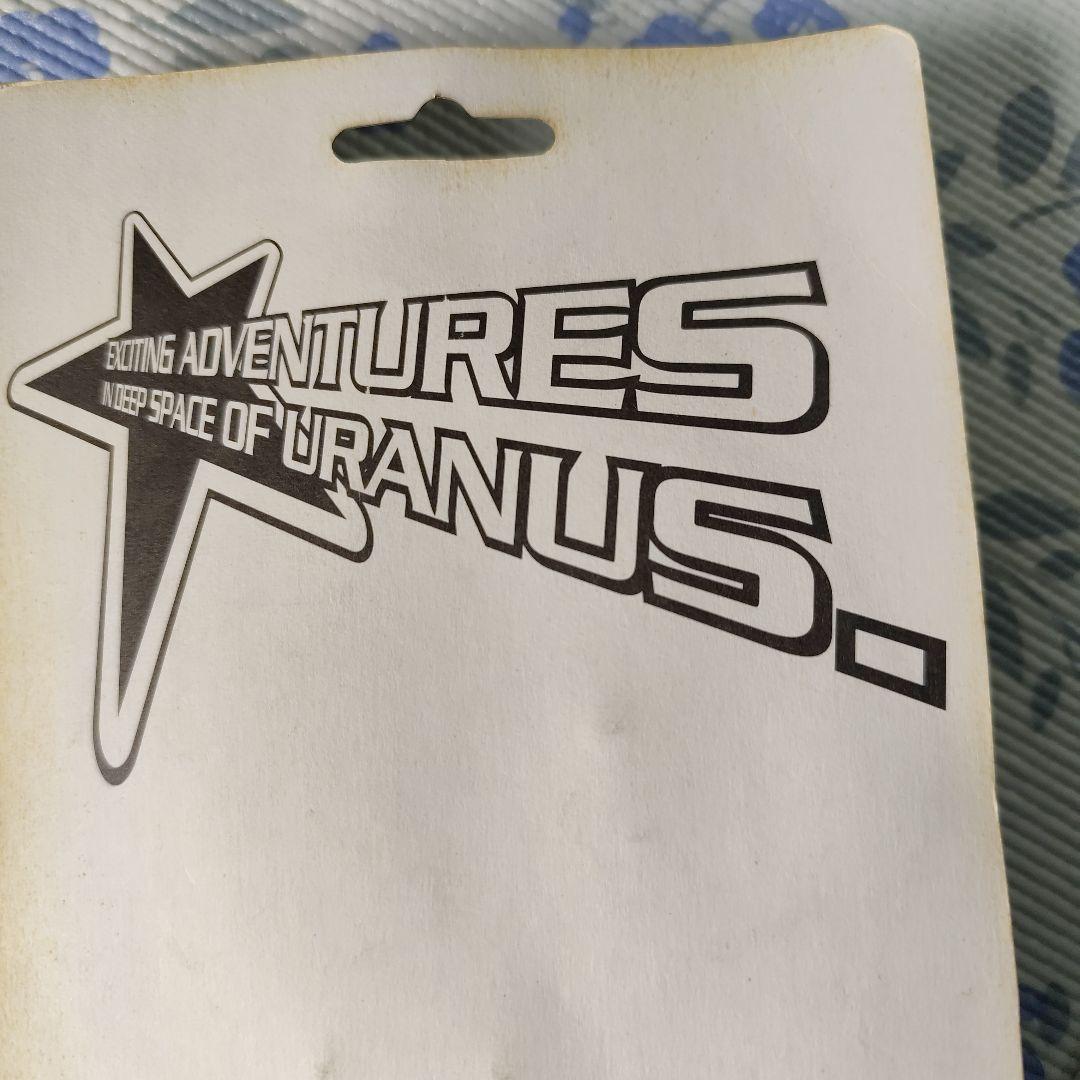 EXCITING ADVENTURES
IN DEEP SPACE OF URANUS.